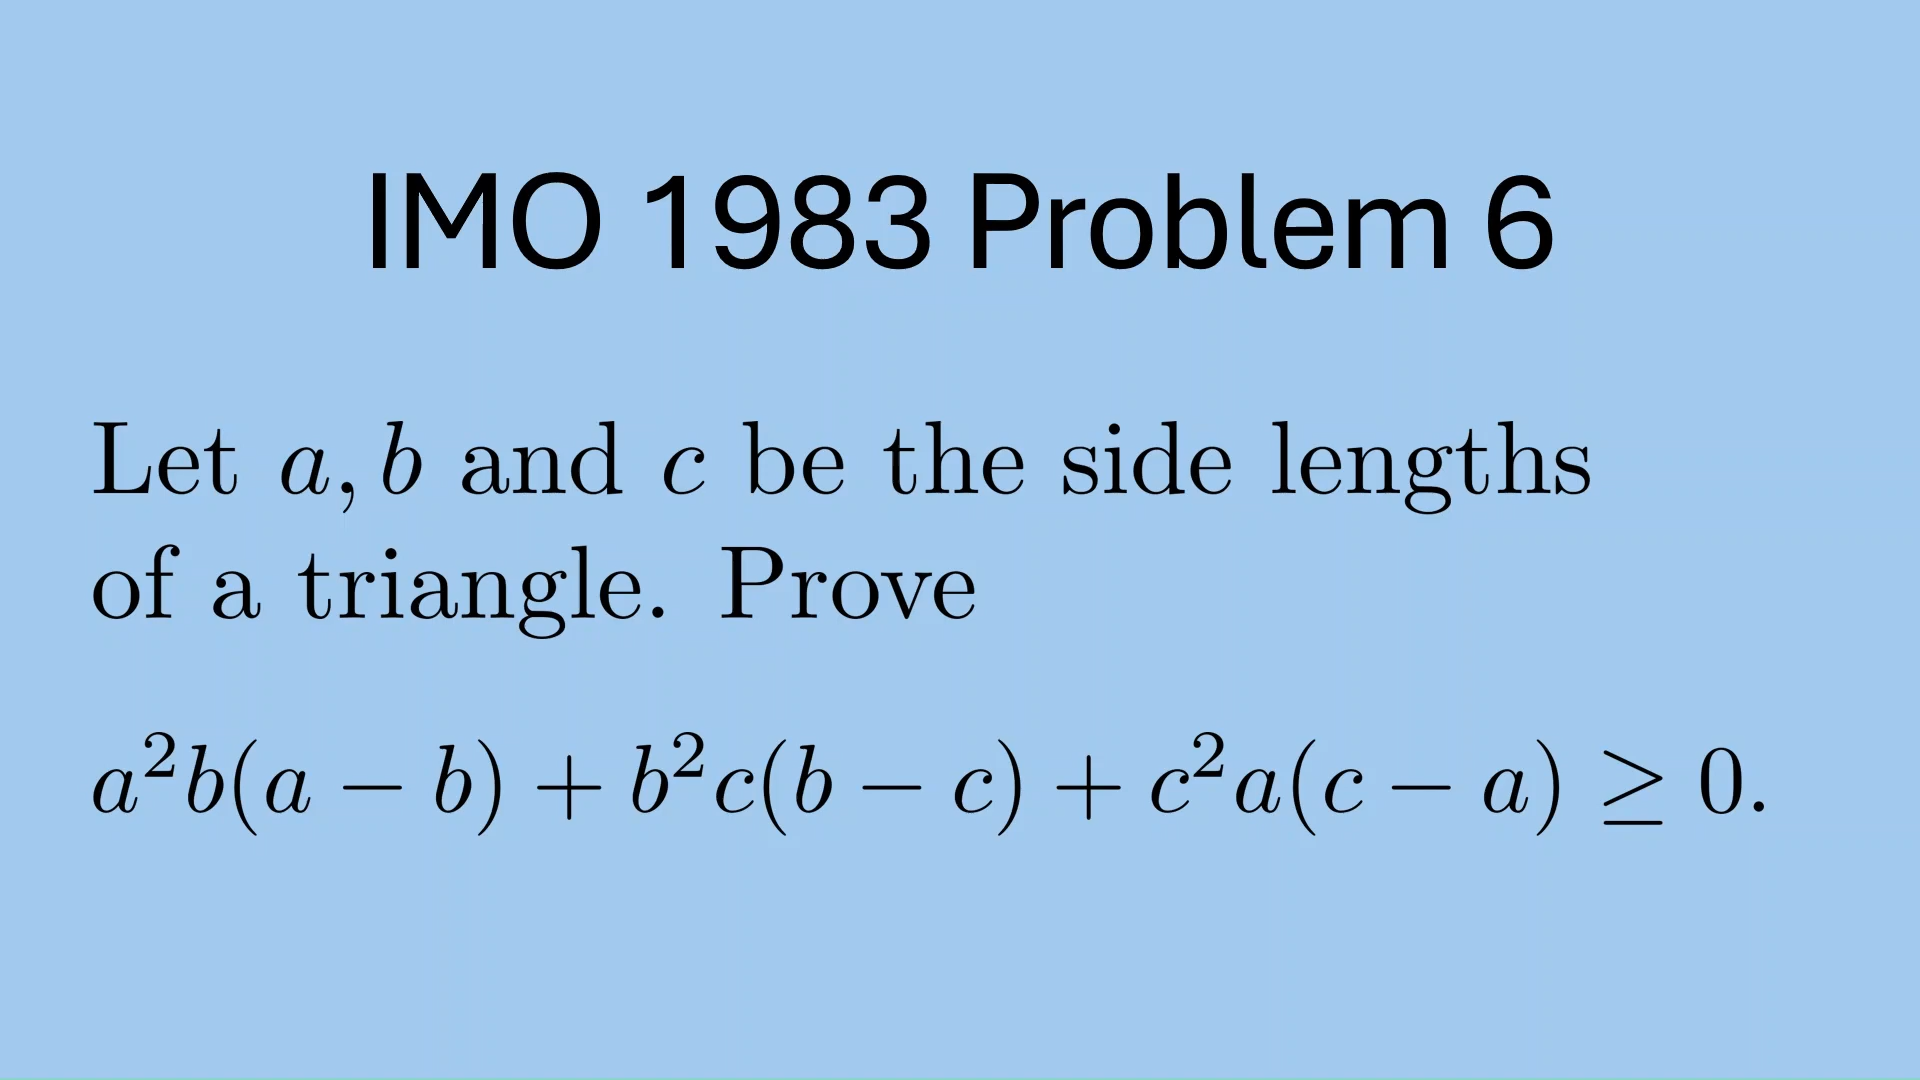 IMO 1983 Problem 6
Let a, b and c be the side lengths
of a triangle. Prove
a²b(a − b) + b²c(b − c) + c²a(c − a) ≥ 0.